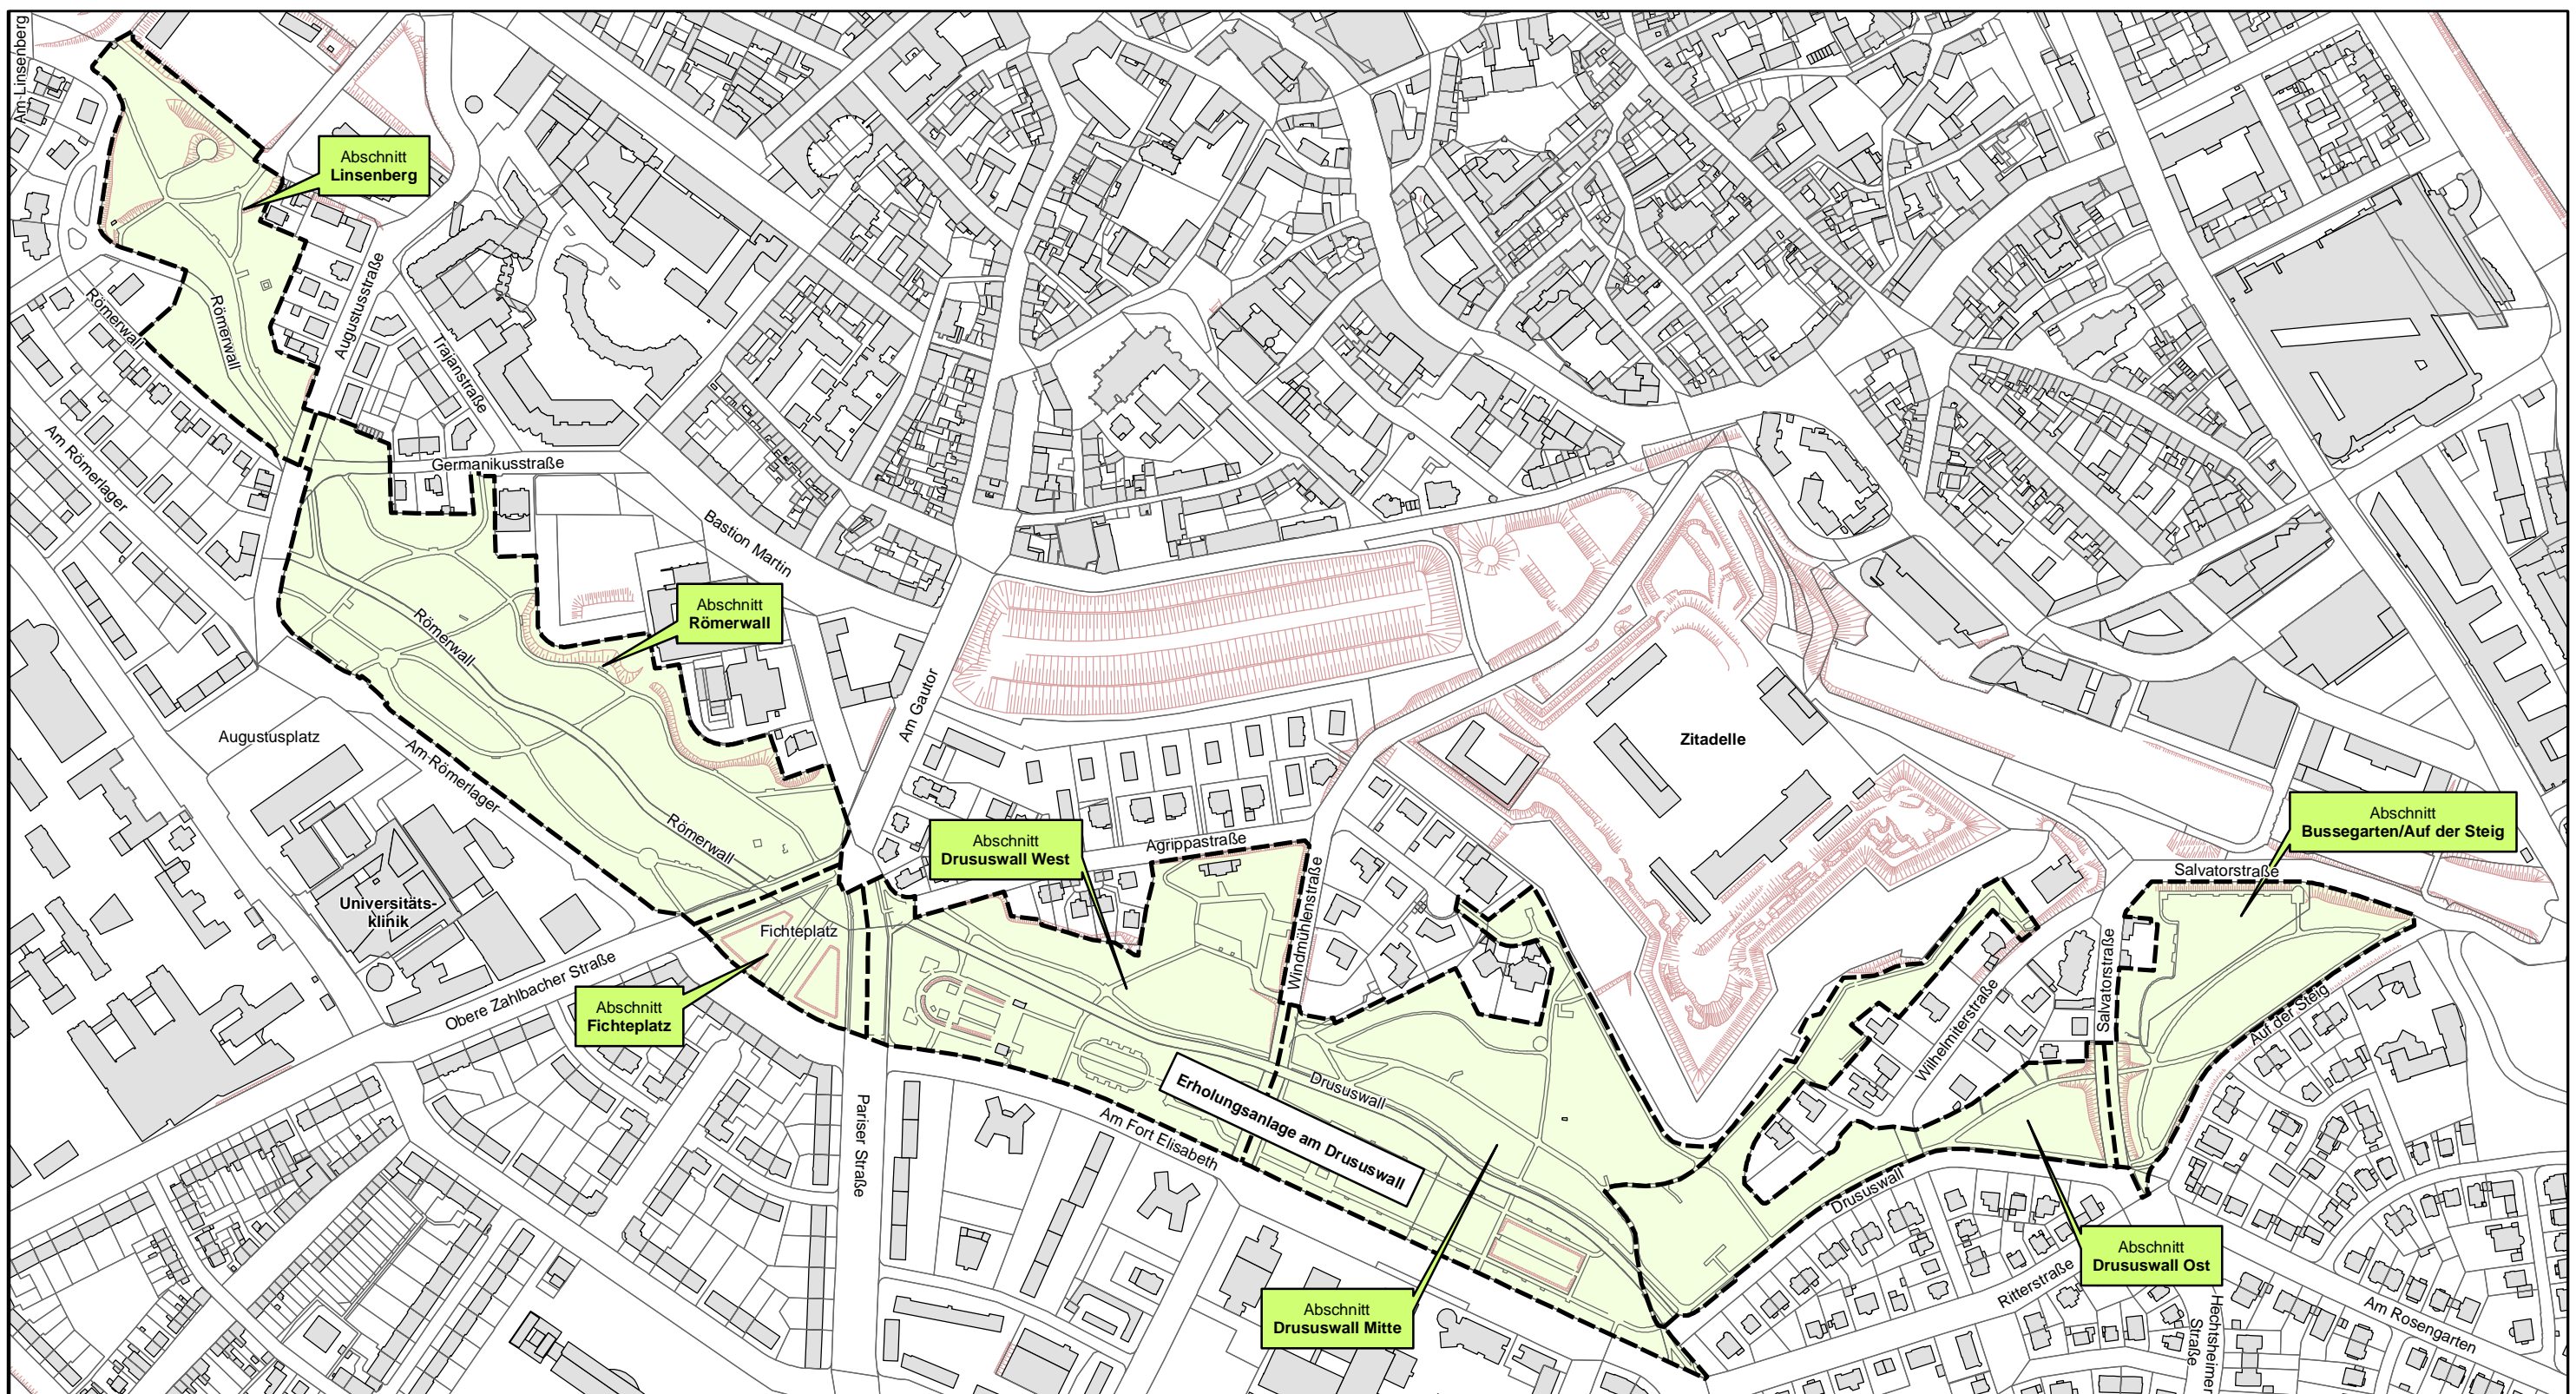 Am-Linsenberg
Abschnitt
Linsenberg
Römerwall
Römerwall
Augustusstraße
Trajanstraße
Am Römerlager
Germanikusstraße
Bastion Martin
Abschnitt
Römerwall
Römerwall
Am Gautor
Augustusplatz
Am-Römerlager
Zitadelle
Römerwall
Abschnitt
Drususwall West
Agrippastraße
Abschnitt
Bussegarten/Auf der Steig
Salvatorstraße
Universitäts-
klinik
Fichteplatz
Windmühlenstraße
Obere Zahlbacher Straße
Abschnitt
Fichteplatz
Salvatorstraße
Auf der Steig
Wilhelmiterstraße
Erholungsanlage am Drususwall
Drususwall
Pariser Straße
Am Fort Elisabeth
Drususwall
Abschnitt
Drususwall Ost
Ritterstraße
Abschnitt
Drususwall Mitte
Hechtsheimer
Straße
Am Rosengarten